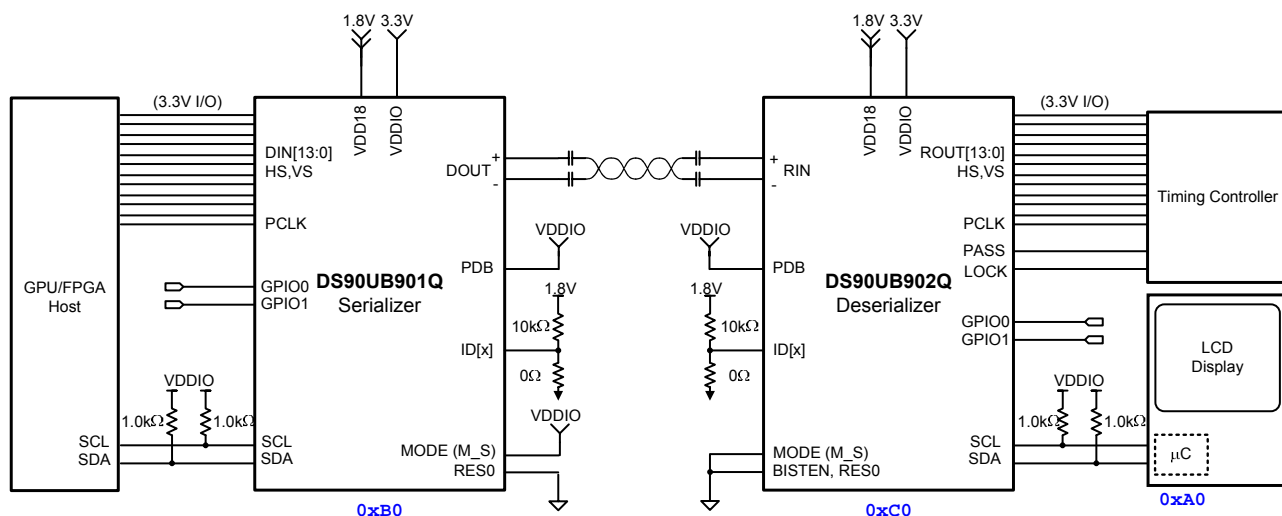 1.8V 3.3V
1.8V 3.3V
(3.3V I/O)
VDD18
VDDIO
DIN[13:0]
HS,VS
DOUT
+
-
PCLK
GPU/FPGA
Host
GPIO0
GPIO1
DS90UB901Q
Serializer
PDB
VDDIO
1.8V
10kΩ
ID[x]
0Ω
VDDIO
VDDIO
1.0kΩ
1.0kΩ
SCL
SDA
SCL
SDA
MODE (M_S)
RES0
0xB0
VDD18
VDDIO
(3.3V I/O)
+
-
RIN
ROUT[13:0]
HS,VS
PCLK
PASS
LOCK
Timing Controller
VDDIO
PDB
1.8V
10kΩ
ID[x]
0Ω
DS90UB902Q
Deserializer
GPIO0
GPIO1
LCD
Display
VDDIO
1.0kΩ
1.0kΩ
MODE (M_S)
BISTEN, RES0
SCL
SDA
μC
0xC0
0xA0